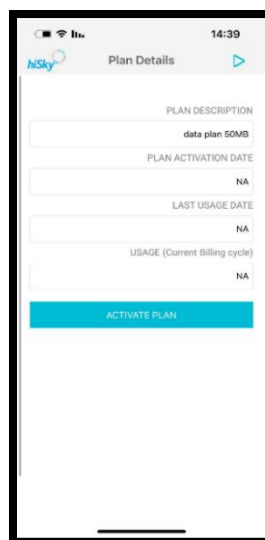 14:39
hiSky
Plan Details
PLAN DESCRIPTION
data plan 50MB
PLAN ACTIVATION DATE
NA
LAST USAGE DATE
NA
USAGE (Current Billing cycle)
NA
ACTIVATE PLAN